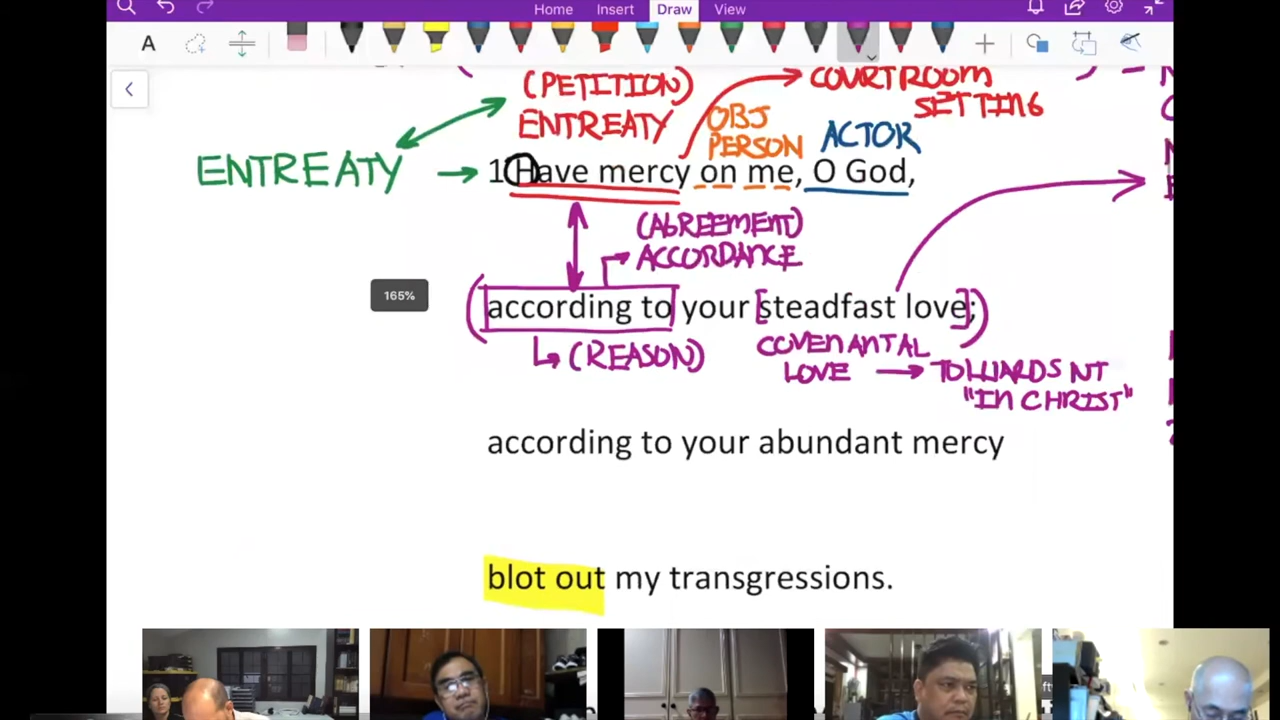 Home Insert Draw View
A
(PETITION) COURTROOM
ENTREATY SETTING
OBJ
PERSON ACTOR
ENTREATY → 1 Have mercy on me, O God,
(AGREEMENT)
ACCORDANCE
165%
(according to your [steadfast love;])
↳ (REASON) COVENANTAL
LOVE → TOWARDS NT
"IN CHRIST"
according to your abundant mercy
blot out my transgressions.